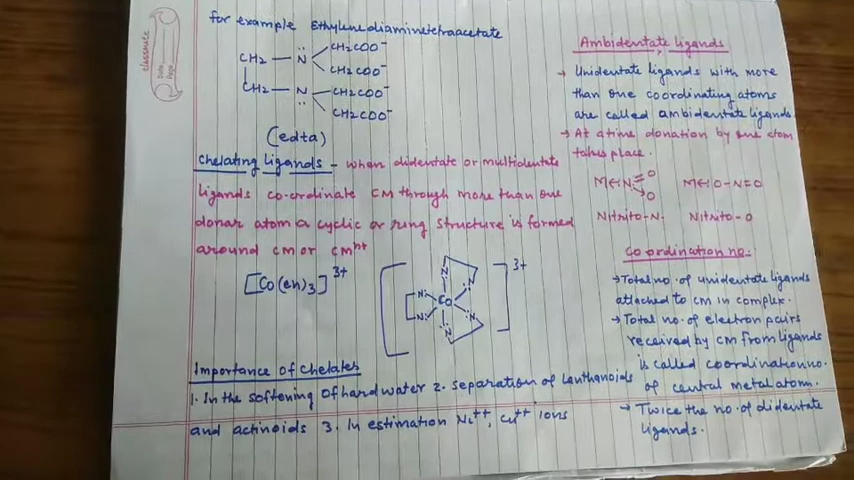 classmate
Date
Page
for example Ethylenediaminetetraacetate
CH2 — N̈ CH2COO⁻
CH2COO⁻
CH2 — N̤ CH2COO⁻
CH2COO⁻
(edta)
Chelating ligands - when didentate or multidentate
ligands co-ordinate CM through more than one
donar atom a cyclic or ring structure is formed
around CM or CMⁿ⁺
[Co(en)3]³⁺
[Co N: N: N: N: N: N:]³⁺
Importance of Chelates
1. In the softening of hard water 2. separation of Lanthanoids
and actinoids 3. In estimation Ni⁺⁺, Cu⁺⁺ ions
Ambidentate ligands
→ Unidentate ligands with more
than one coordinating atoms
are called ambidentate ligands
→ At a time donation by one atom
takes place.
M←N O O M←O-N=O
Nitrito-N- Nitrito-O
Co ordination no:-
→ Total no. of unidentate ligands
attached to CM in complex.
→ Total no. of electron pairs
received by CM from ligands
is called coordination no.
of central metal atom.
→ Twice the no. of didentate
ligands.